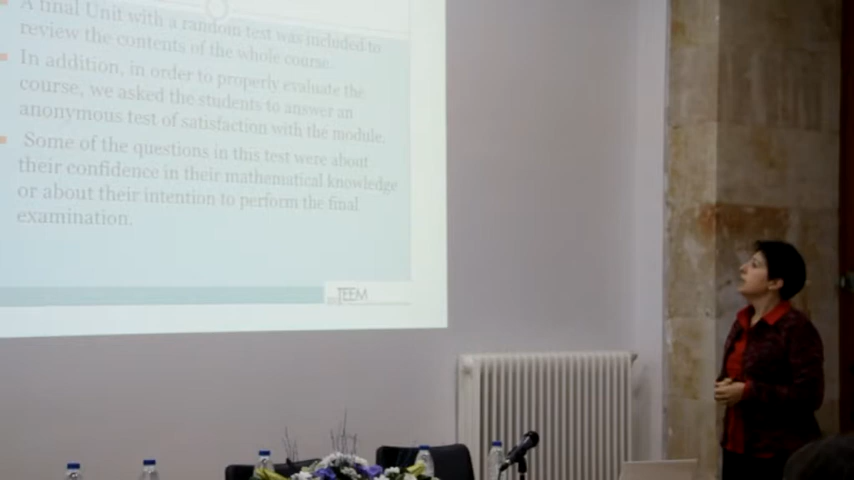 A final Unit with a random test was included to
review the contents of the whole course
In addition, in order to properly evaluate the
course, we asked the students to answer an
anonymous test of satisfaction with the module.
Some of the questions in this test were about
their confidence in their mathematical knowledge
or about their intention to perform the final
examination.
TEEM